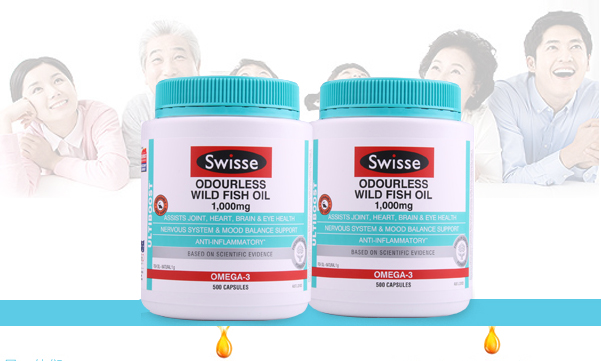 Swisse
ODOURLESS
WILD FISH OIL
1,000mg
ASSISTS JOINT, HEART, BRAIN & EYE HEALTH
NERVOUS SYSTEM & MOOD BALANCE SUPPORT
ANTI-INFLAMMATORY
BASED ON SCIENTIFIC EVIDENCE
OMEGA-3
500 CAPSULES
ULTIBOOST
Swisse
ODOURLESS
WILD FISH OIL
1,000mg
ASSISTS JOINT, HEART, BRAIN & EYE HEALTH
NERVOUS SYSTEM & MOOD BALANCE SUPPORT
ANTI-INFLAMMATORY
BASED ON SCIENTIFIC EVIDENCE
OMEGA-3
500 CAPSULES
ULTIBOOST